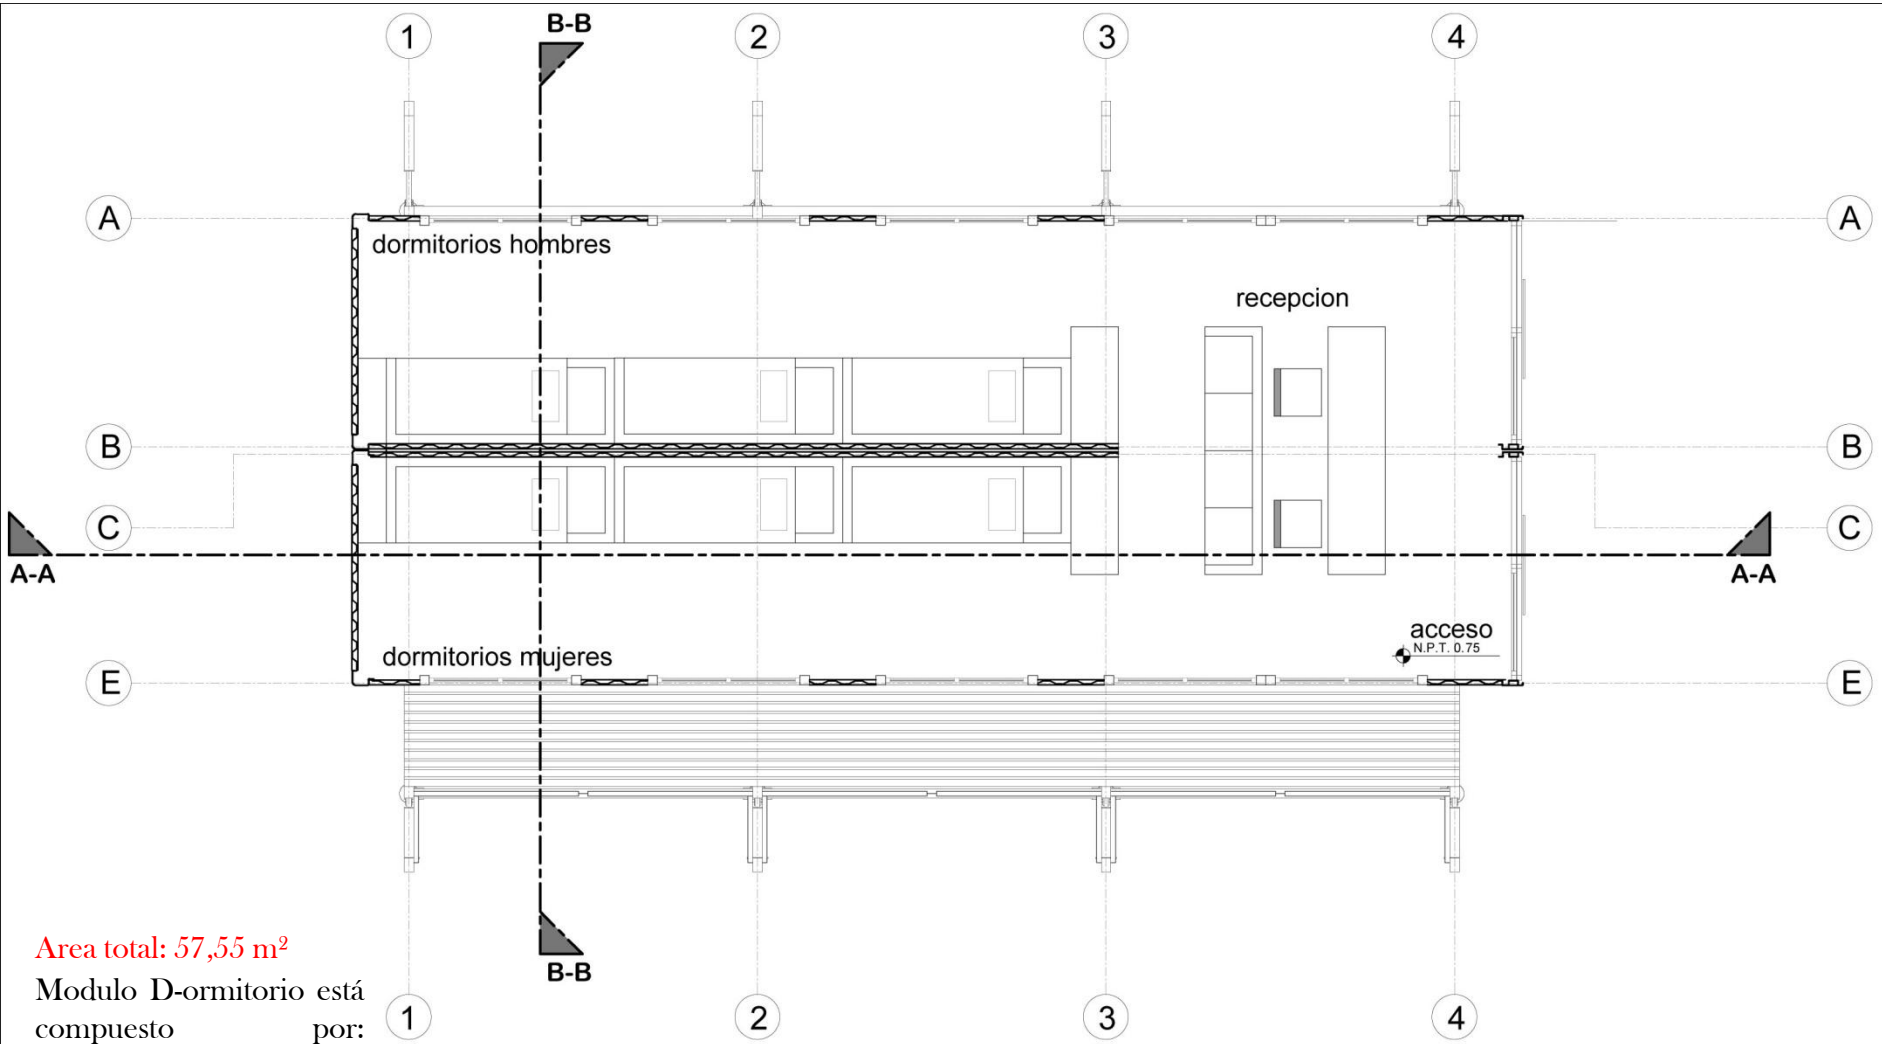 B-B
1 2 3 4
A A
dormitorios hombres
recepcion
B B
C C
A-A A-A
acceso
N.P.T. 0.75
dormitorios mujeres
E E
Area total: 57,55 m²
B-B
Modulo D-ormitorio está
compuesto por:
1 2 3 4